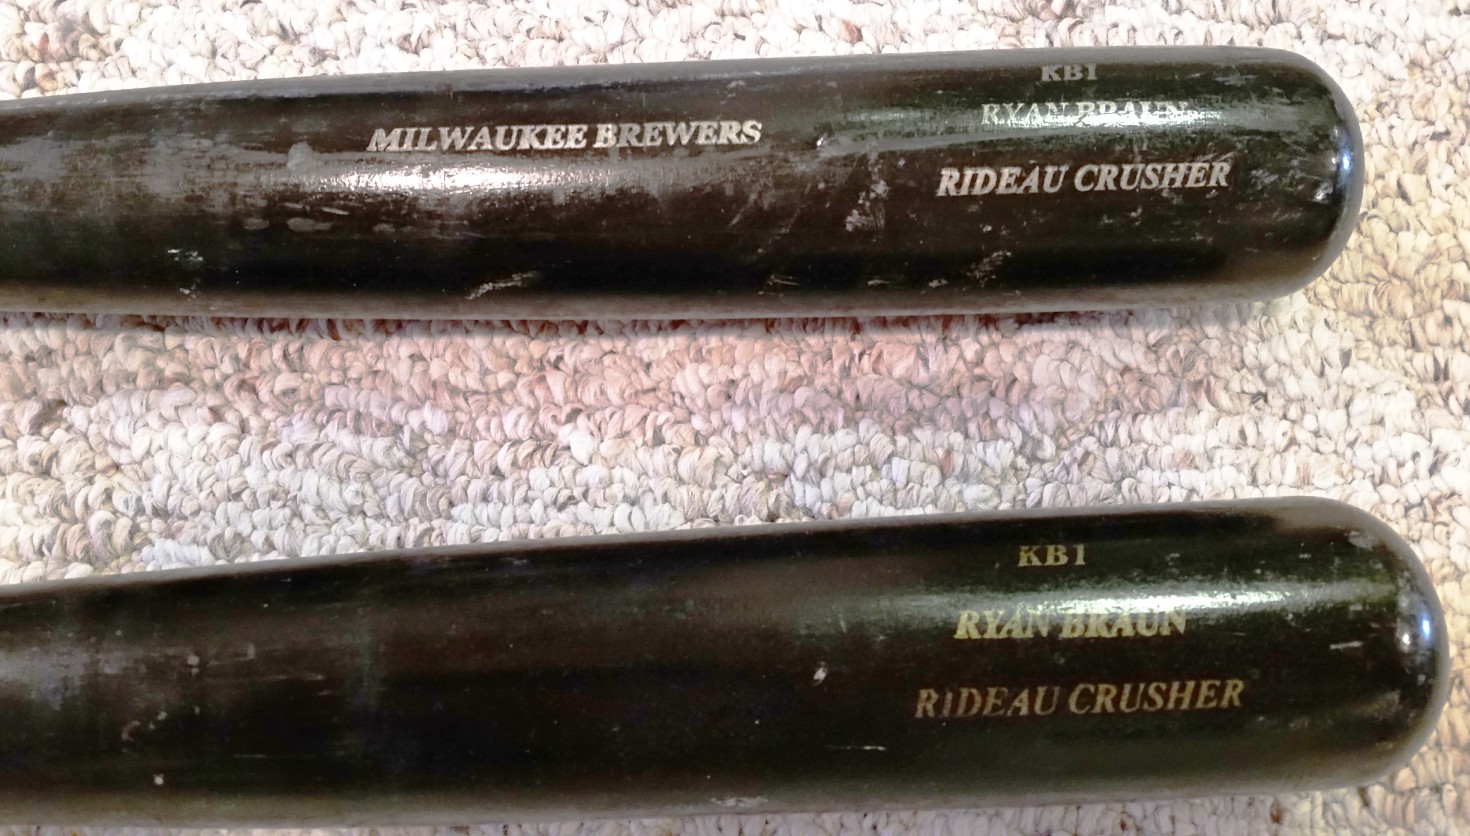 KB1
RYAN BRAUN
MILWAUKEE BREWERS
RIDEAU CRUSHER
KB1
RYAN BRAUN
RIDEAU CRUSHER